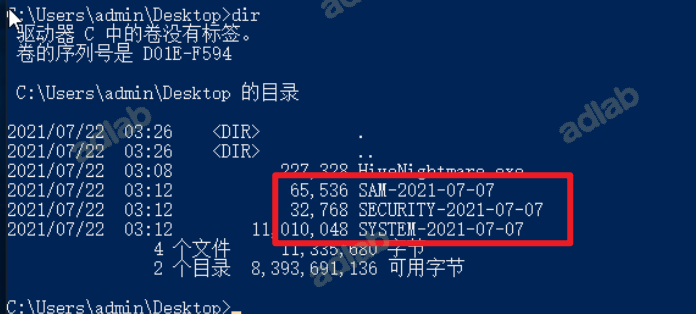 C:\Users\admin\Desktop>dir
驱动器 C 中的卷没有标签。
卷的序列号是 D01E-F594
C:\Users\admin\Desktop 的目录
2021/07/22  03:26    <DIR>          .
2021/07/22  03:26    <DIR>          ..
2021/07/22  03:08           227,328 HiveNightmare.exe
2021/07/22  03:12            65,536 SAM-2021-07-07
2021/07/22  03:12            32,768 SECURITY-2021-07-07
2021/07/22  03:12        11,010,048 SYSTEM-2021-07-07
4 个文件     11,335,680 字节
2 个目录  8,393,691,136 可用字节
C:\Users\admin\Desktop>
adlab
adlab
adlab
adlab